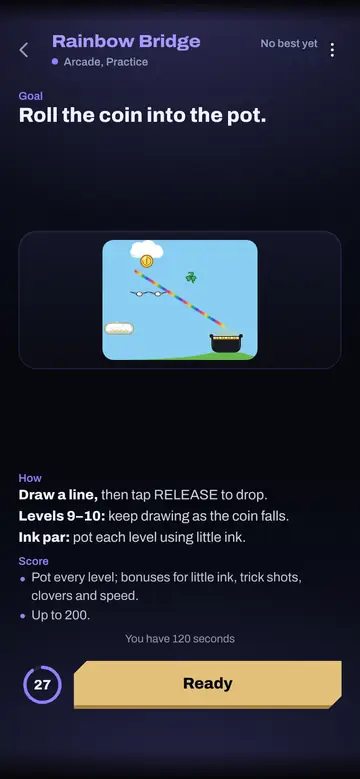 Rainbow Bridge
No best yet
Arcade, Practice
Goal
Roll the coin into the pot.
How
Draw a line, then tap RELEASE to drop.
Levels 9–10: keep drawing as the coin falls.
Ink par: pot each level using little ink.
Score
Pot every level; bonuses for little ink, trick shots,
clovers and speed.
Up to 200.
You have 120 seconds
27
Ready